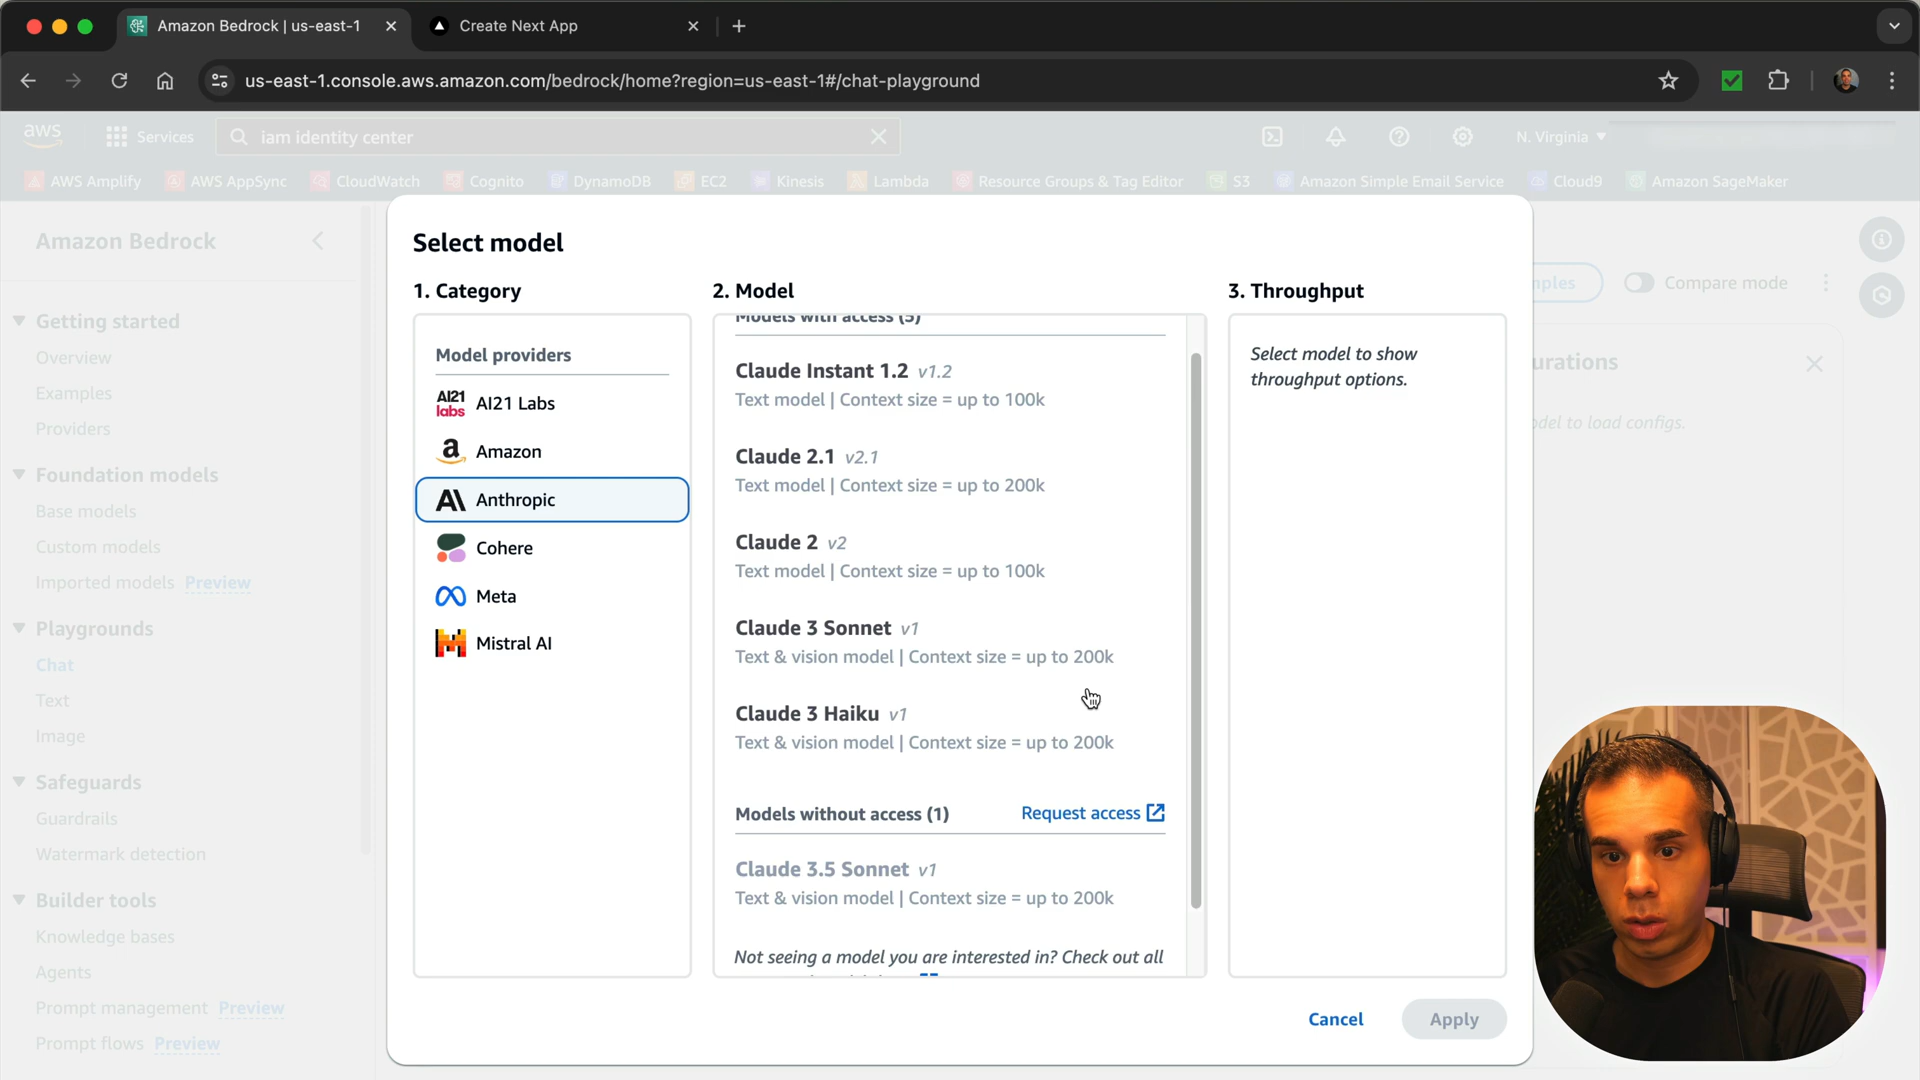 Amazon Bedrock | us-east-1
Create Next App
us-east-1.console.aws.amazon.com/bedrock/home?region=us-east-1#/chat-playground
aws
Services
iam identity center
N. Virginia
AWS Amplify
AWS AppSync
CloudWatch
Cognito
DynamoDB
EC2
Kinesis
Lambda
Resource Groups & Tag Editor
S3
Amazon Simple Email Service
Cloud9
Amazon SageMaker
Amazon Bedrock
Getting started
Overview
Examples
Providers
Foundation models
Base models
Custom models
Imported models Preview
Playgrounds
Chat
Text
Image
Safeguards
Guardrails
Watermark detection
Builder tools
Knowledge bases
Agents
Prompt management Preview
Prompt flows Preview
Select model
1. Category
Model providers
AI21 labs AI21 Labs
a Amazon
A\ Anthropic
Cohere
Meta
Mistral AI
2. Model
Models with access (5)
Claude Instant 1.2 v1.2
Text model | Context size = up to 100k
Claude 2.1 v2.1
Text model | Context size = up to 200k
Claude 2 v2
Text model | Context size = up to 100k
Claude 3 Sonnet v1
Text & vision model | Context size = up to 200k
Claude 3 Haiku v1
Text & vision model | Context size = up to 200k
Models without access (1)
Request access
Claude 3.5 Sonnet v1
Text & vision model | Context size = up to 200k
Not seeing a model you are interested in? Check out all
3. Throughput
Select model to show
throughput options.
Cancel
Apply
Compare mode
to load configs.